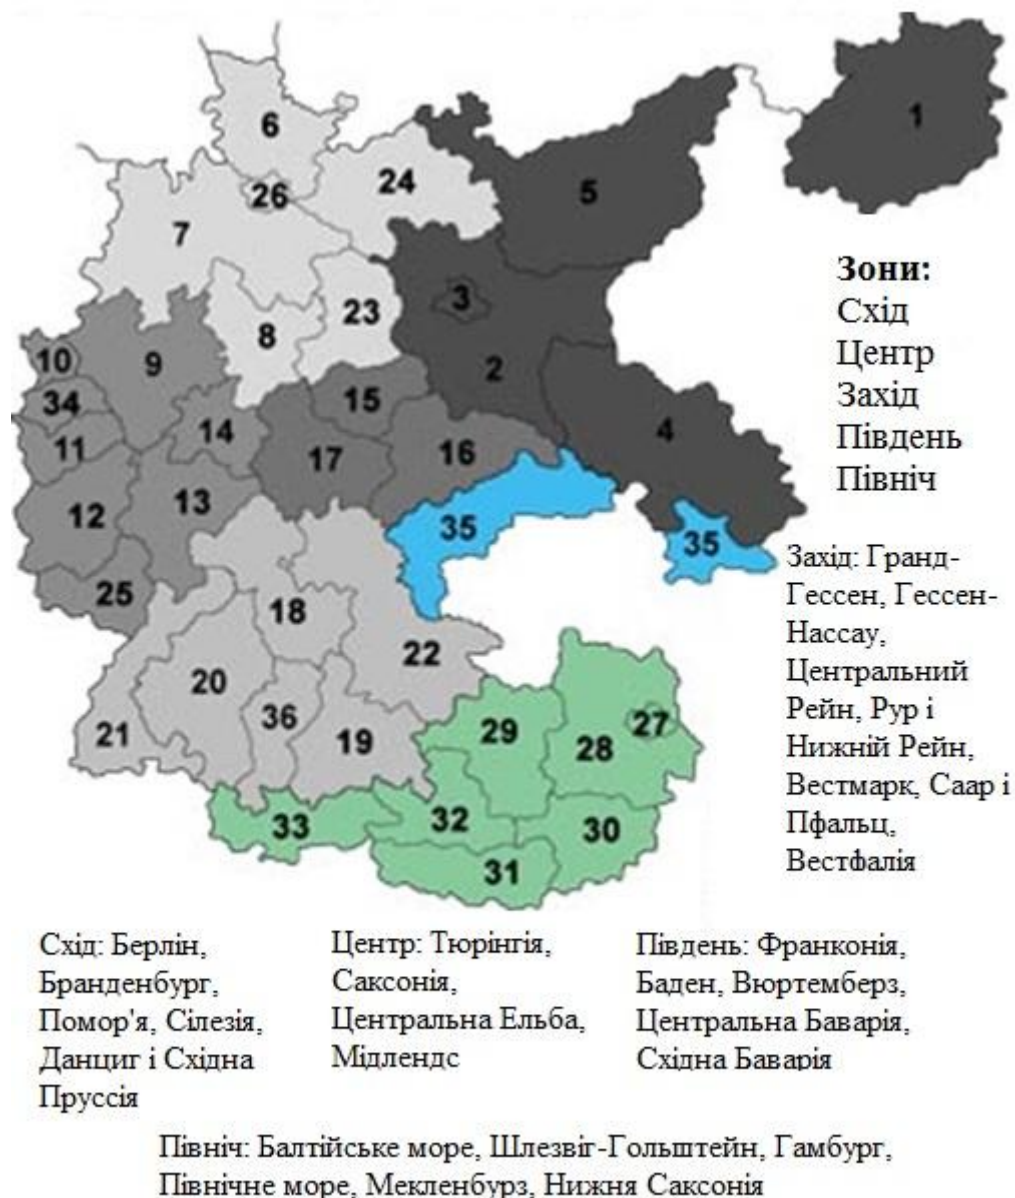 1
6
24
26
5
7
Зони:
Схід
Центр
Захід
Південь
Північ
3
23
8
10
9
2
34
15
14
4
11
17
16
12
13
35
35
25
18
22
20
36
21
19
29
27
28
33
32
30
31
Захід: Гранд-
Гессен, Гессен-
Нассау,
Центральний
Рейн, Рур і
Нижній Рейн,
Вестмарк, Саар і
Пфальц,
Вестфалія
Схід: Берлін,
Бранденбург,
Помор'я, Сілезія,
Данциг і Східна
Пруссія
Центр: Тюрінгія,
Саксонія,
Центральна Ельба,
Мідлендс
Південь: Франконія,
Баден, Вюртемберз,
Центральна Баварія,
Східна Баварія
Північ: Балтійське море, Шлезвіг-Гольштейн, Гамбург,
Північне море, Мекленбурз, Нижня Саксонія